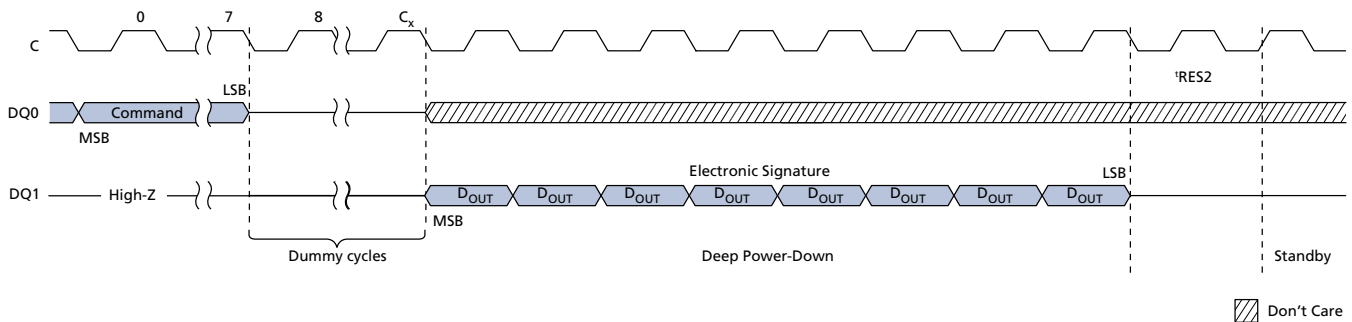 0 7 8 Cx
C
tRES2
LSB
DQ0 Command
MSB
Electronic Signature LSB
DQ1 High-Z DOUT DOUT DOUT DOUT DOUT DOUT DOUT DOUT
MSB
Dummy cycles Deep Power-Down Standby
Don't Care